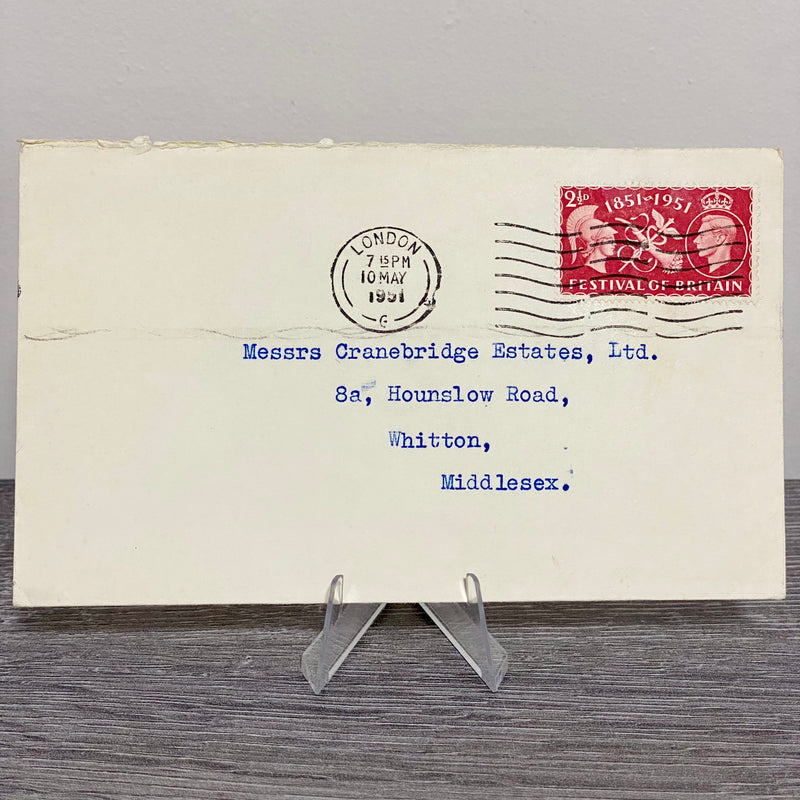 2½D
1851-1951
FESTIVAL OF BRITAIN
LONDON
7 15 PM
10 MAY
1951
G
Messrs Cranebridge Estates, Ltd.
8a, Hounslow Road,
Whitton,
Middlesex.